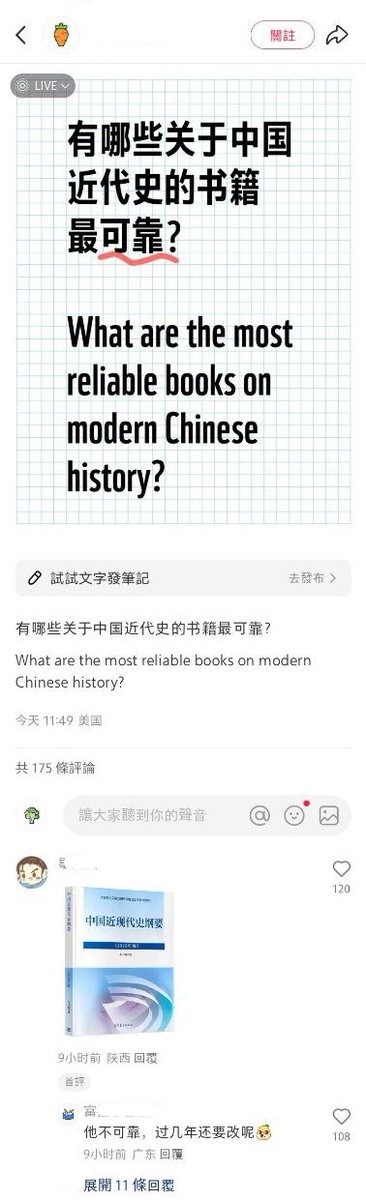 關註
LIVE
有哪些关于中国
近代史的书籍
最可靠?
What are the most
reliable books on
modern Chinese
history?
試試文字發筆記
去發布
有哪些关于中国近代史的书籍最可靠?
What are the most reliable books on modern
Chinese history?
今天 11:49 美国
共 175 條評論
讓大家聽到你的聲音
120
中国近现代史纲要
9小时前 陕西 回覆
首評
富
他不可靠，过几年还要改呢
108
9小时前 广东 回覆
展開 11 條回覆